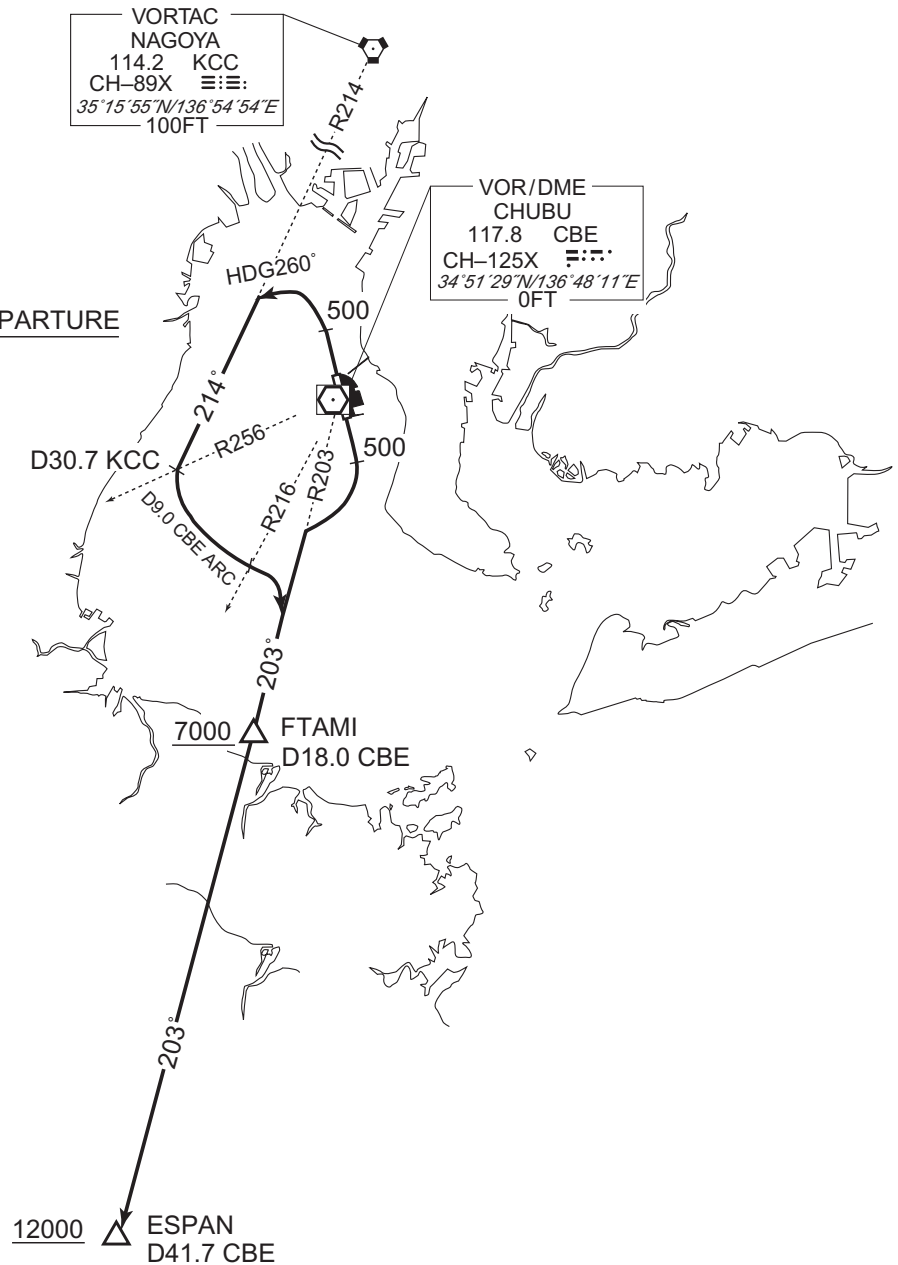 VORTAC
NAGOYA
114.2 KCC
CH–89X
35°15′55″N/136°54′54″E
100FT
R214
VOR/DME
CHUBU
117.8 CBE
CH–125X
34°51′29″N/136°48′11″E
0FT
HDG260°
PARTURE
500
214°
R256
D30.7 KCC
500
R203
R216
D9.0 CBE ARC
203°
7000
FTAMI
D18.0 CBE
203°
12000
ESPAN
D41.7 CBE